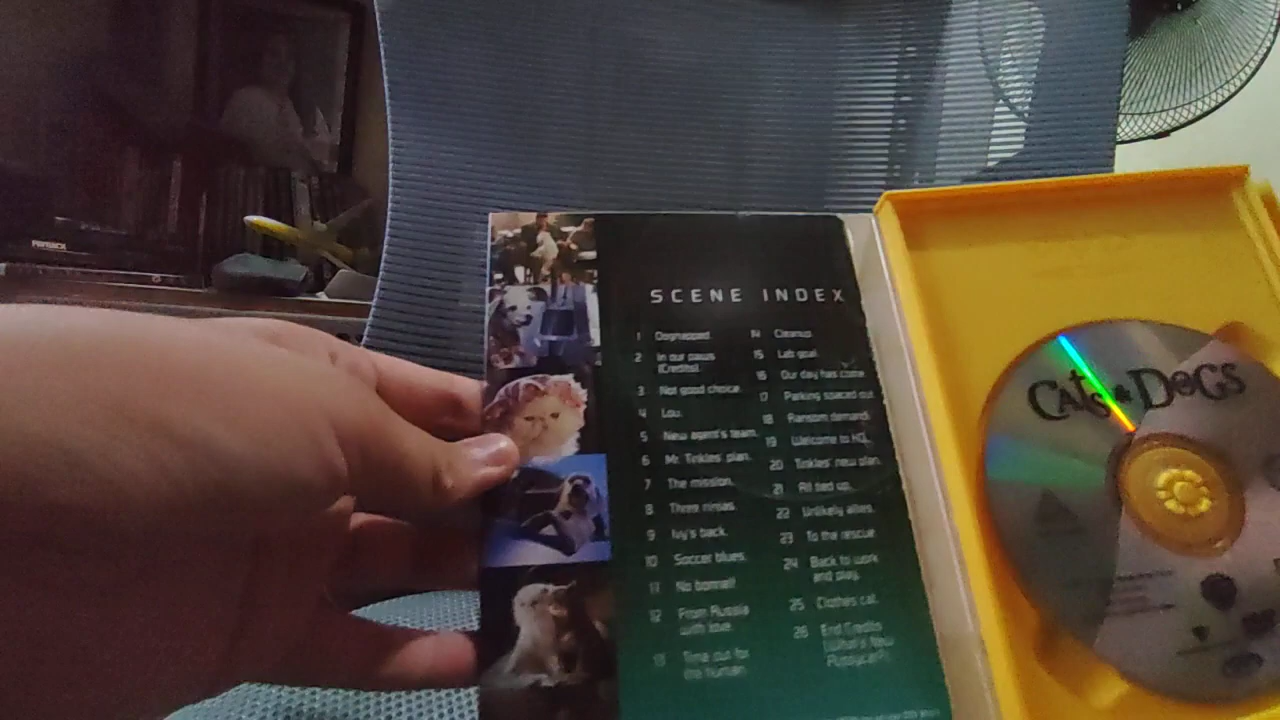 SCENE INDEX
1 Dognapped.
2 In our paws
(Credits).
3 Not good choice.
4 Lou.
5 New agent's team.
6 Mr. Tinkles' plan.
7 The mission.
8 Three ninjas.
9 Ivy's back.
10 Soccer blues.
11 No bonnet!
12 From Russia
with love.
13 Time out for
the human.
14 Cleanup.
15 Lab goal.
16 Our day has come.
17 Parking spaced out.
18 Ransom demand.
19 Welcome to HQ.
20 Tinkles' new plan.
21 All tied up.
22 Unlikely allies.
23 To the rescue.
24 Back to work
and play.
25 Clothes cat.
26 End Credits
(What's New
Pussycat?).
CATS & DOGS